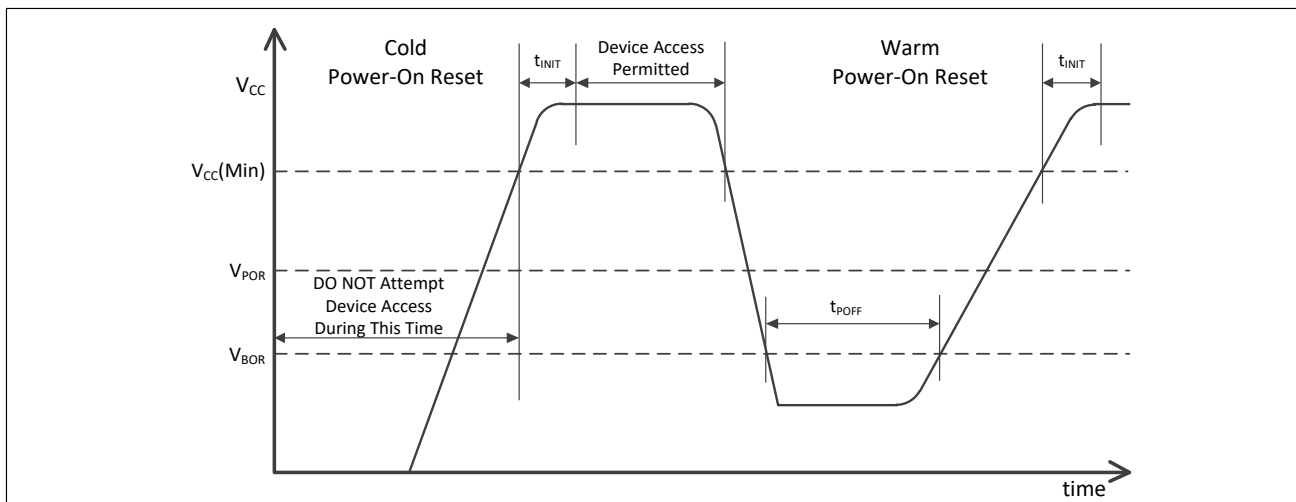 Cold
Power-On Reset
tINIT
Device Access
Permitted
Warm
Power-On Reset
tINIT
VCC
VCC(Min)
VPOR
DO NOT Attempt
Device Access
During This Time
tPOFF
VBOR
time